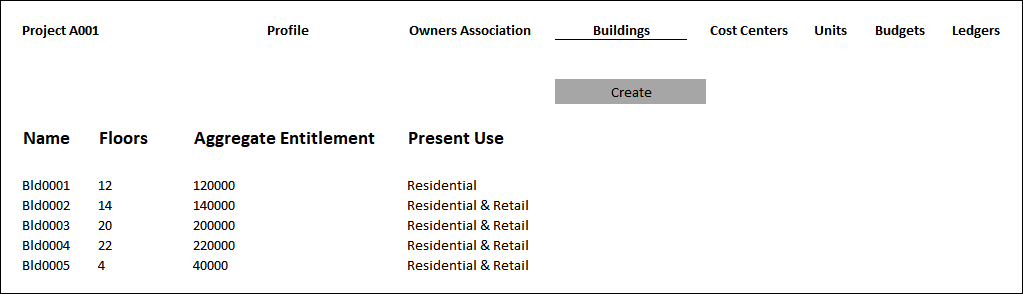 Project A001 Profile Owners Association Buildings Cost Centers Units Budgets Ledgers
Create
Name Floors Aggregate Entitlement Present Use
Bld0001 12 120000 Residential
Bld0002 14 140000 Residential & Retail
Bld0003 20 200000 Residential & Retail
Bld0004 22 220000 Residential & Retail
Bld0005 4 40000 Residential & Retail